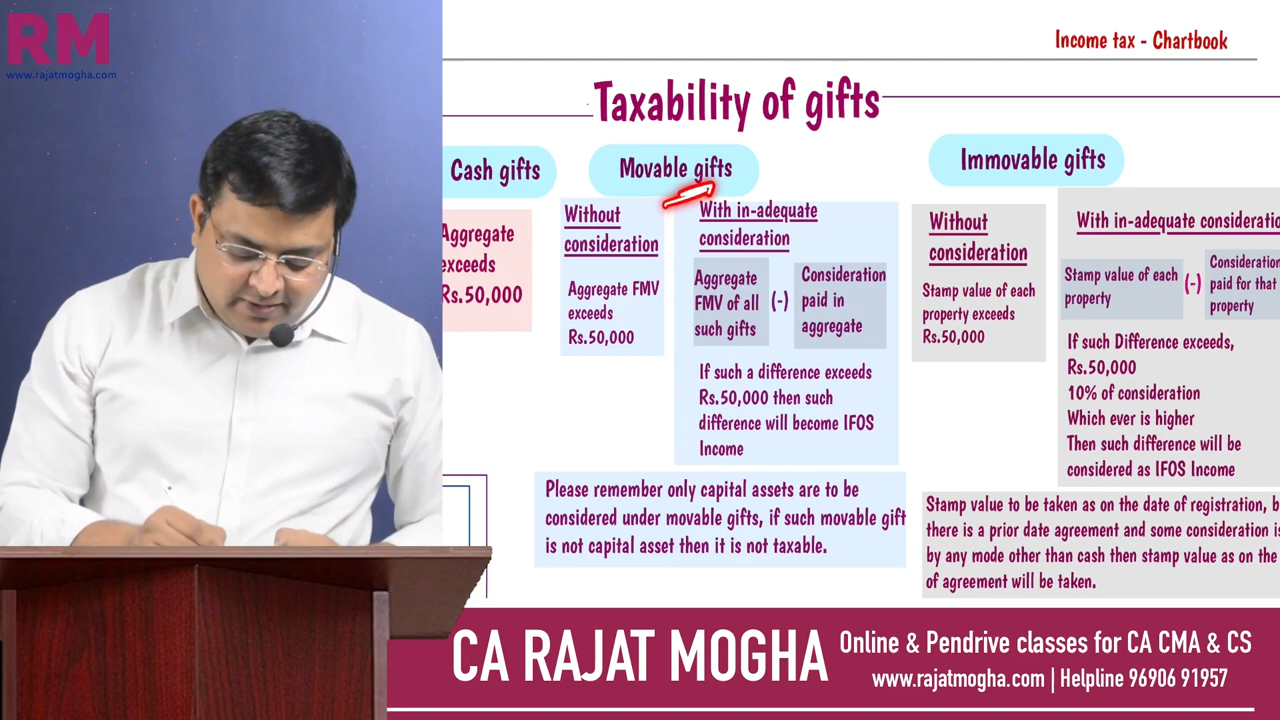 RM
www.rajatmogha.com
Income tax - Chartbook
Taxability of gifts
Cash gifts
Aggregate
exceeds
Rs.50,000
Movable gifts
Without
consideration
Aggregate FMV
exceeds
Rs.50,000
With in-adequate
consideration
Aggregate
FMV of all
such gifts
(-)
Consideration
paid in
aggregate
If such a difference exceeds
Rs.50,000 then such
difference will become IFOS
Income
Please remember only capital assets are to be
considered under movable gifts, if such movable gift
is not capital asset then it is not taxable.
Immovable gifts
Without
consideration
Stamp value of each
property exceeds
Rs.50,000
With in-adequate consideratio
Stamp value of each
property
(-)
Consideration
paid for that
property
If such Difference exceeds,
Rs.50,000
10% of consideration
Which ever is higher
Then such difference will be
considered as IFOS Income
Stamp value to be taken as on the date of registration, b
there is a prior date agreement and some consideration is
by any mode other than cash then stamp value as on the
of agreement will be taken.
CA RAJAT MOGHA
Online & Pendrive classes for CA CMA & CS
www.rajatmogha.com | Helpline 96906 91957